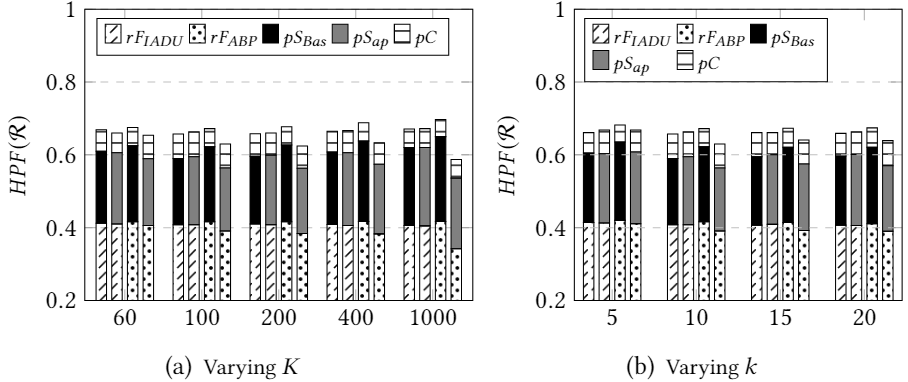 1
0.8
0.6
0.4
0.2
HPF(R)
rF_IADU rF_ABP pS_Bas pS_ap pC
60 100 200 400 1000
(a) Varying K
1
0.8
0.6
0.4
0.2
HPF(R)
rF_IADU rF_ABP pS_Bas
pS_ap pC
5 10 15 20
(b) Varying k